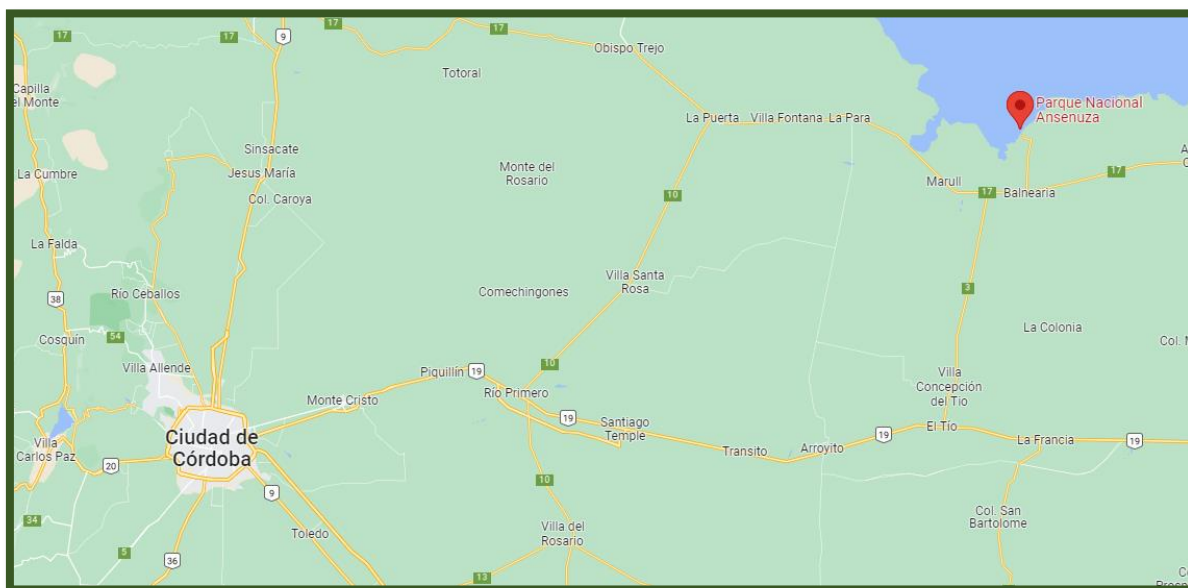 17
9
17
17
Obispo Trejo
Totoral
Capilla
el Monte
Parque Nacional
Ansenuza
La Puerta
Villa Fontana
La Para
Sinsacate
Jesus María
Monte del
Rosario
La Cumbre
17
Marull
17
Balnearia
10
Col. Caroya
La Falda
Villa Santa
Rosa
Río Ceballos
Comechingones
38
3
La Colonia
54
Cosquín
Col. M
Villa Allende
10
Piquillín
19
Villa
Concepción
del Tio
Río Primero
Monte Cristo
19
Santiago
Temple
El Tío
19
La Francia
19
Ciudad de
Córdoba
Villa
Carlos Paz
20
Transito
Arroyito
10
9
34
Col. San
Bartolome
Toledo
Villa del
Rosario
5
36
13